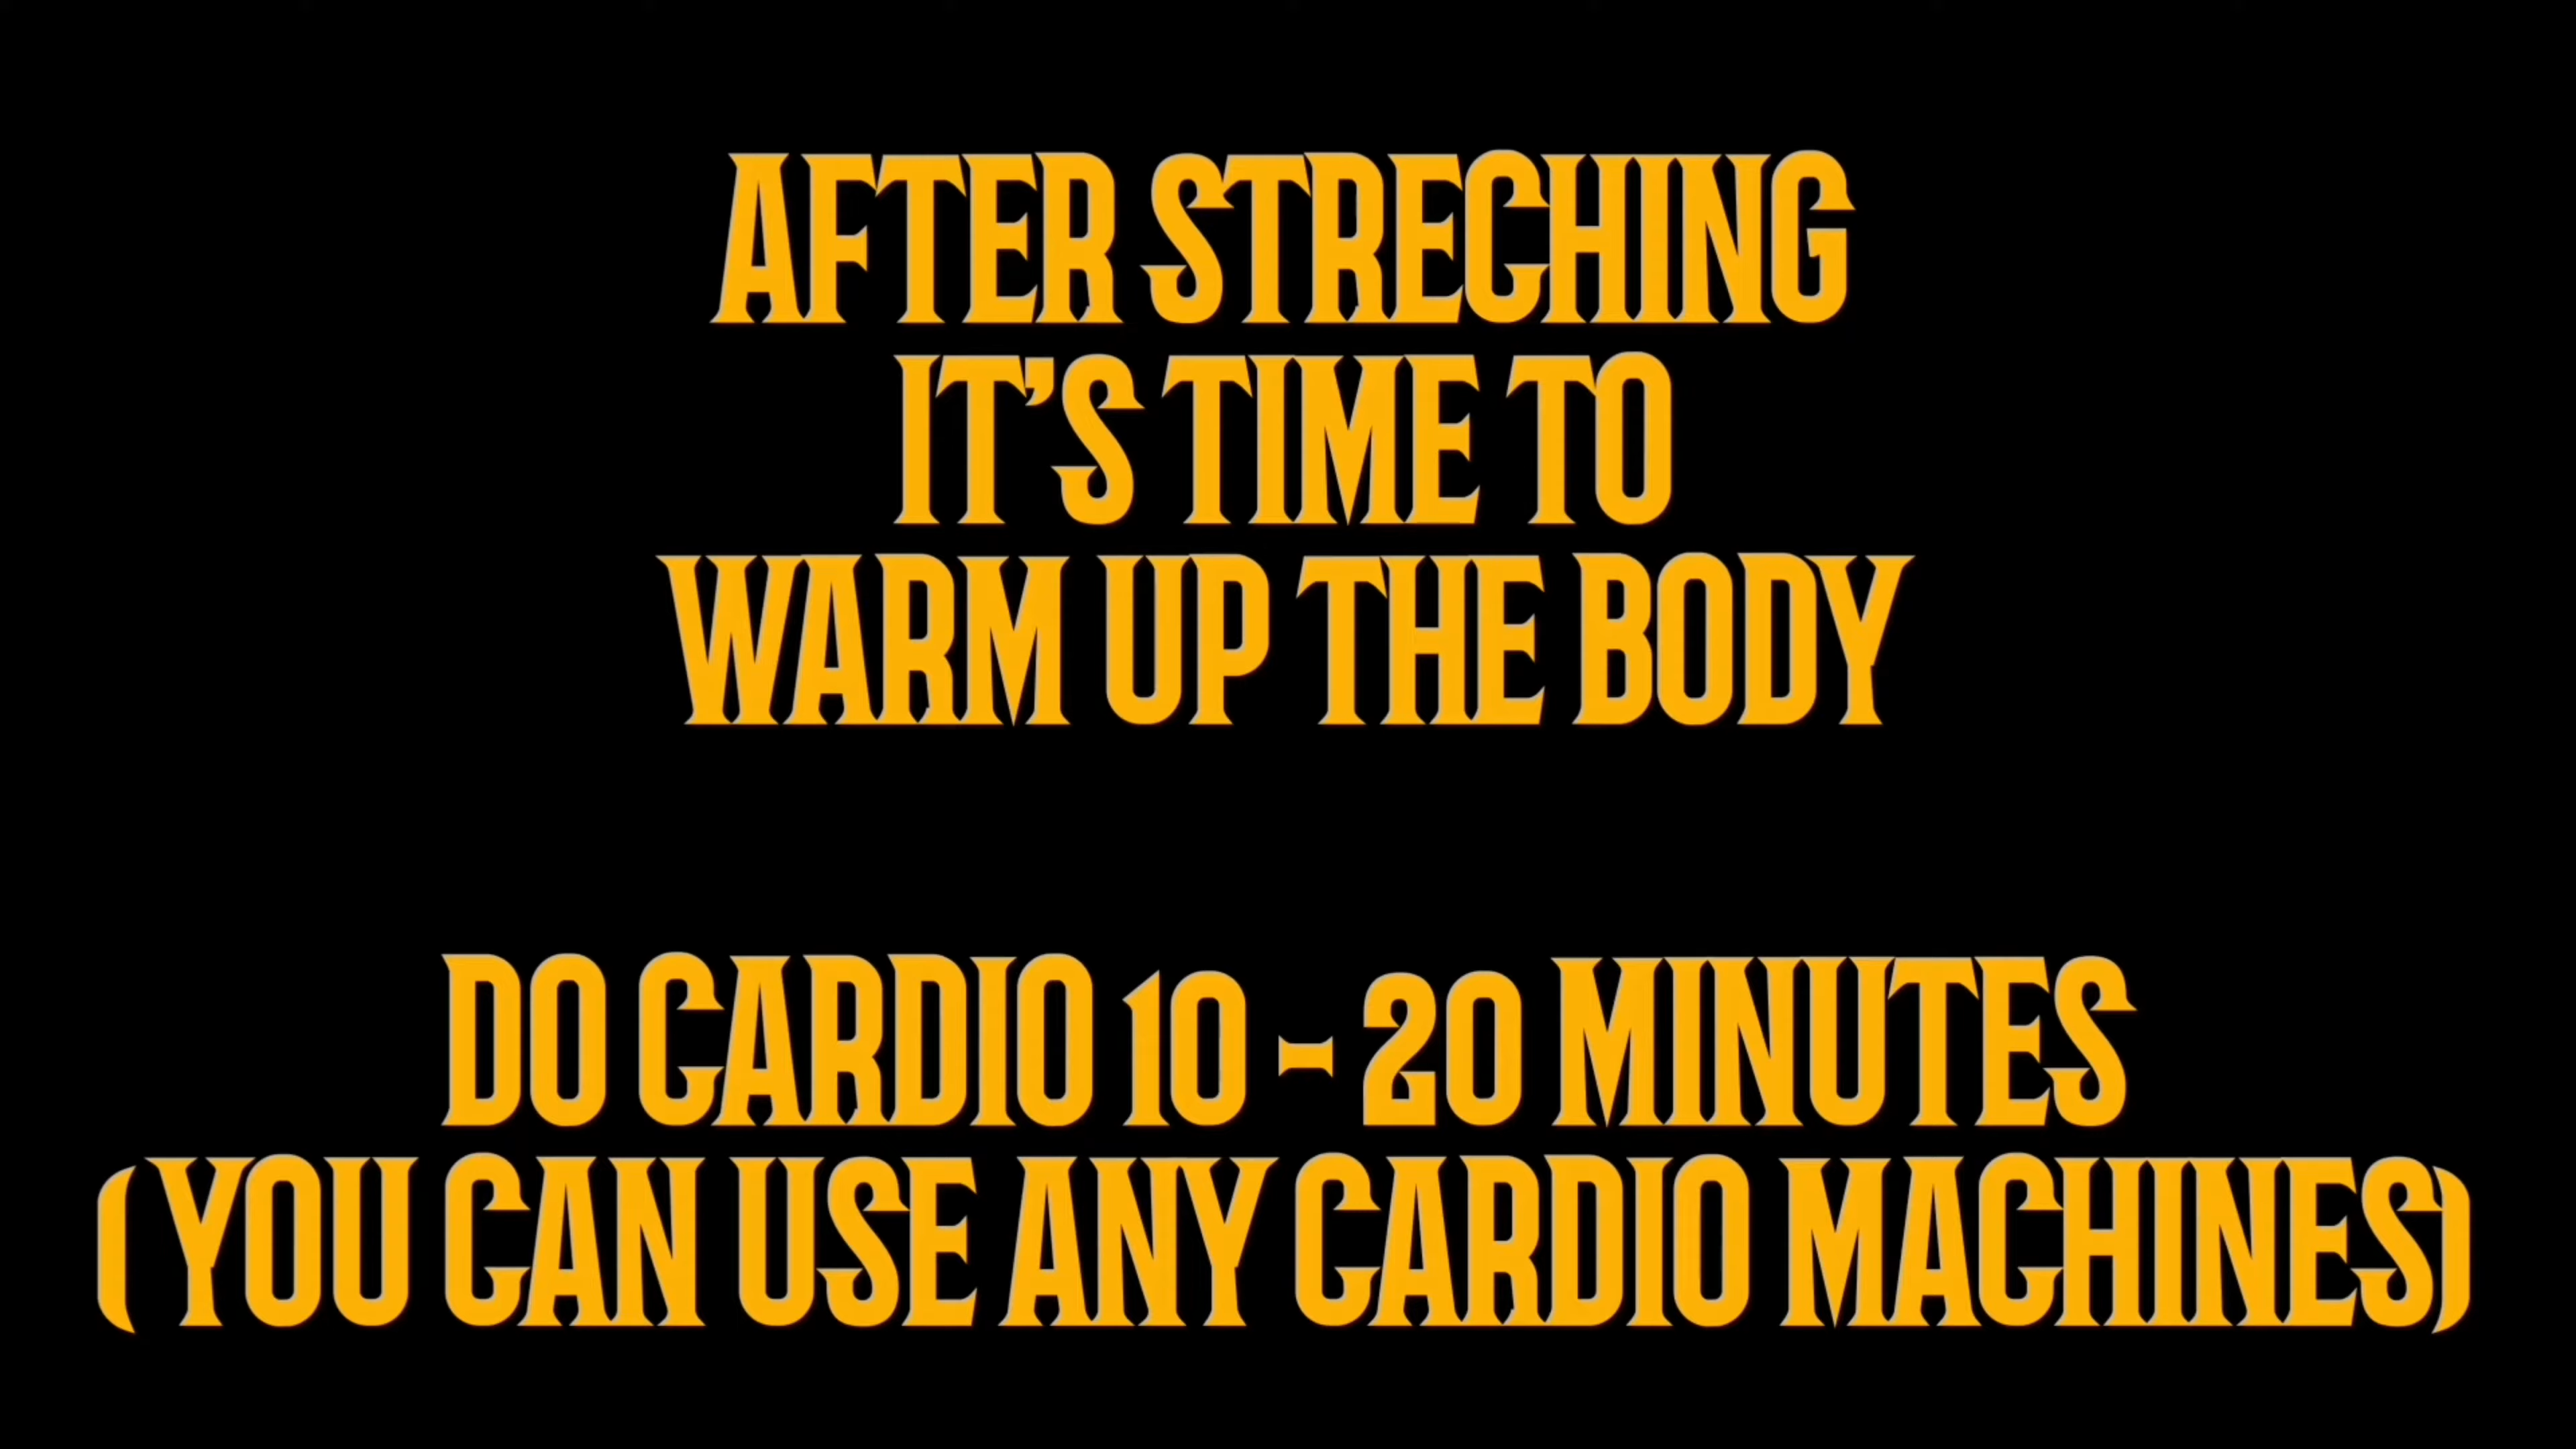 AFTER STRECHING
IT'S TIME TO
WARM UP THE BODY
DO CARDIO 10 - 20 MINUTES
( YOU CAN USE ANY CARDIO MACHINES)